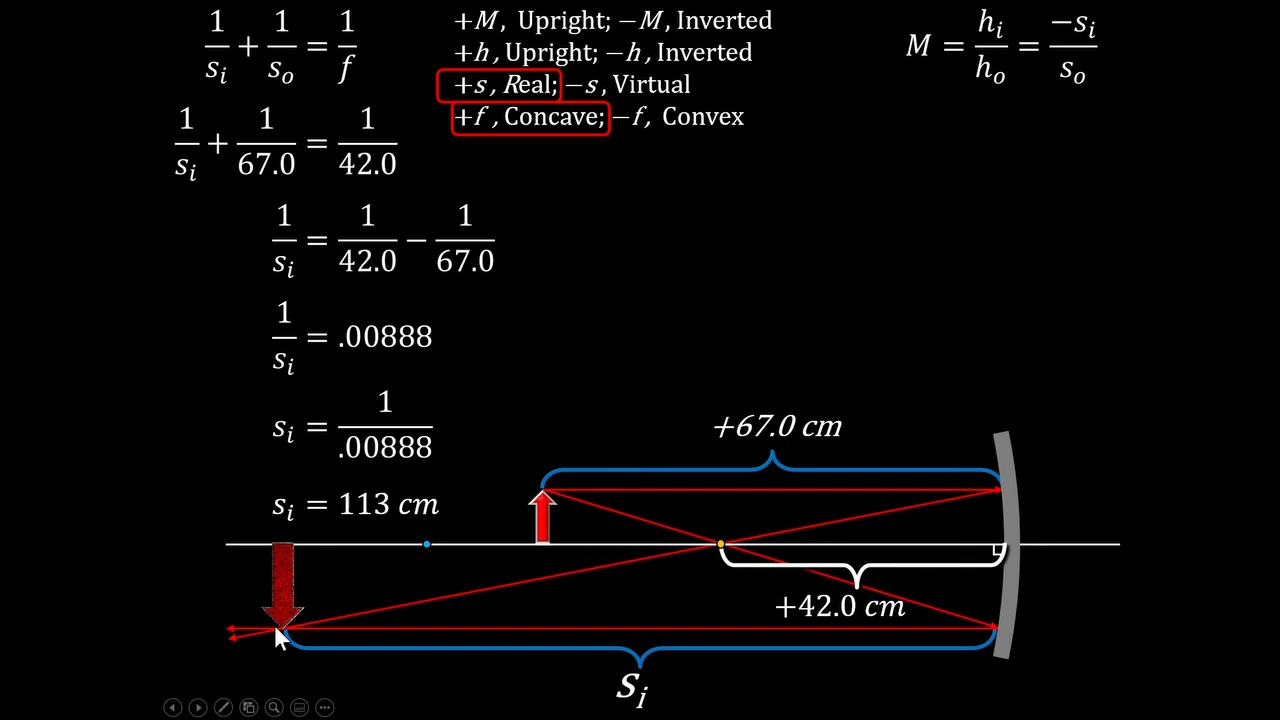 1/s_i + 1/s_o = 1/f
+M, Upright; −M, Inverted
+h, Upright; −h, Inverted
+s, Real; −s, Virtual
+f, Concave; −f, Convex
M = h_i/h_o = −s_i/s_o
1/s_i + 1/67.0 = 1/42.0
1/s_i = 1/42.0 − 1/67.0
1/s_i = .00888
s_i = 1/.00888
s_i = 113 cm
+67.0 cm
+42.0 cm
s_i